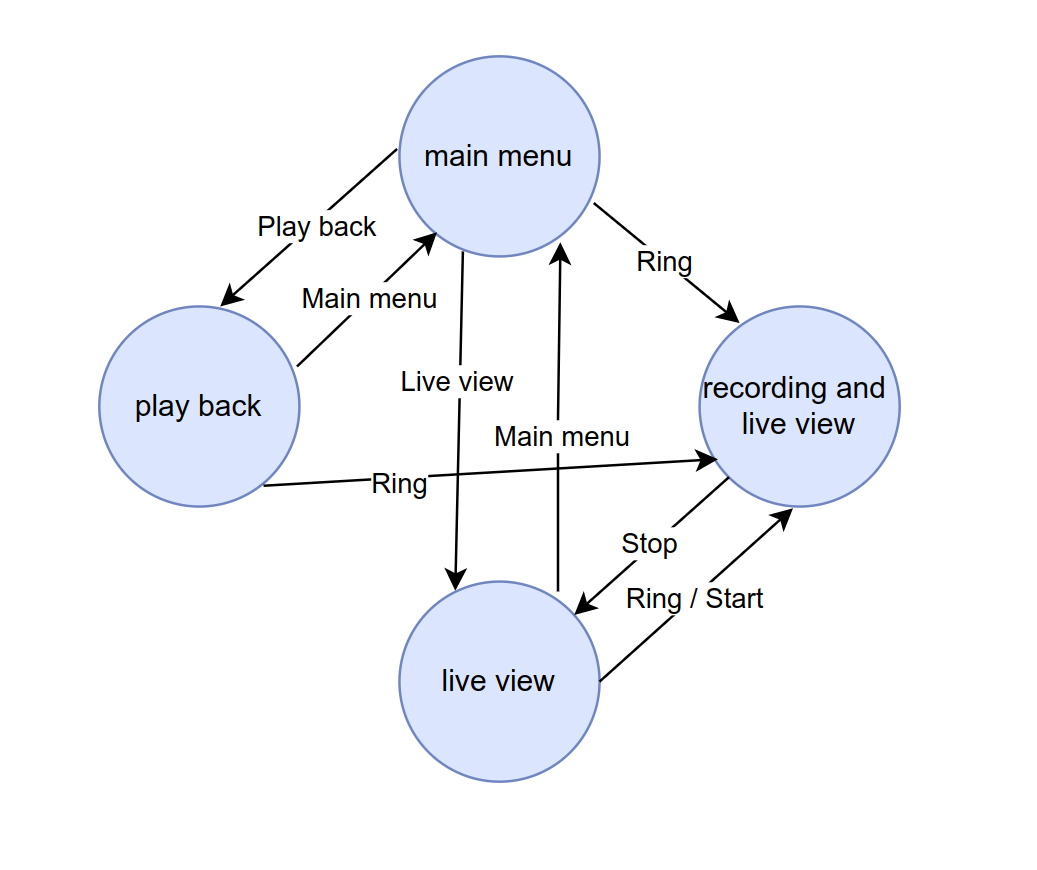 main menu
Play back
Ring
Main menu
Live view
play back
recording and
live view
Main menu
Ring
Stop
Ring / Start
live view